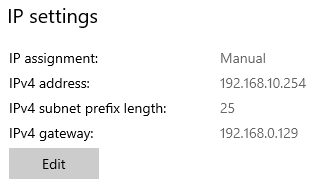 IP settings
IP assignment: Manual
IPv4 address: 192.168.10.254
IPv4 subnet prefix length: 25
IPv4 gateway: 192.168.0.129
Edit